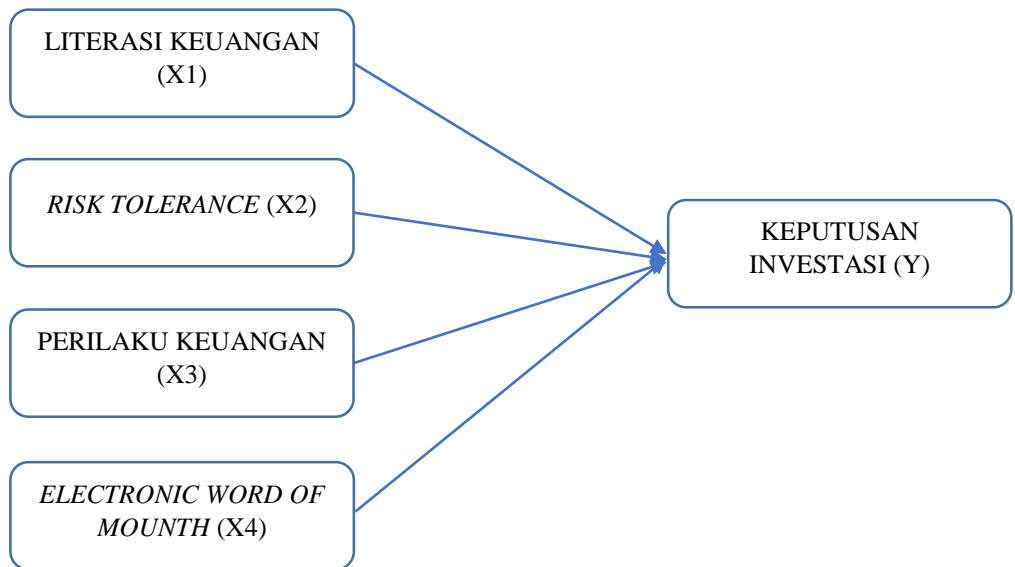 LITERASI KEUANGAN
(X1)
RISK TOLERANCE (X2)
PERILAKU KEUANGAN
(X3)
ELECTRONIC WORD OF
MOUNTH (X4)
KEPUTUSAN
INVESTASI (Y)